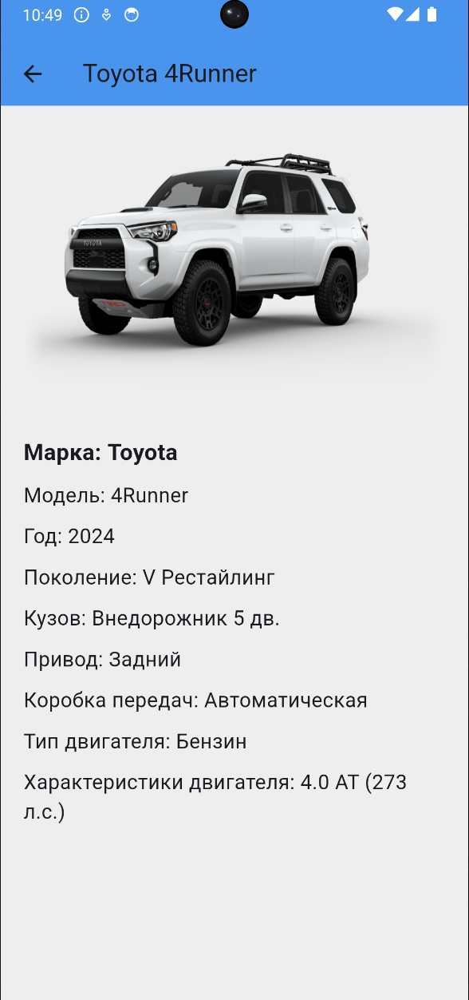 10:49
Toyota 4Runner
TOYOTA
Марка: Toyota
Модель: 4Runner
Год: 2024
Поколение: V Рестайлинг
Кузов: Внедорожник 5 дв.
Привод: Задний
Коробка передач: Автоматическая
Тип двигателя: Бензин
Характеристики двигателя: 4.0 AT (273
л.с.)